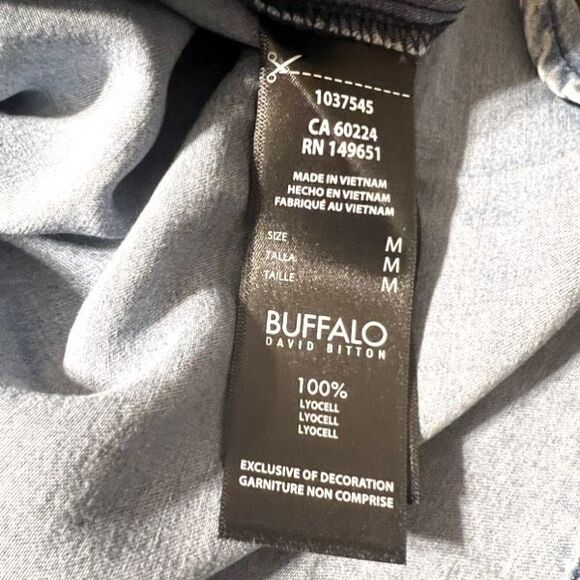 1037545
CA 60224
RN 149651
MADE IN VIETNAM
HECHO EN VIETNAM
FABRIQUÉ AU VIETNAM
SIZE M
TALLA M
TAILLE M
BUFFALO
DAVID BITTON
100%
LYOCELL
LYOCELL
LYOCELL
EXCLUSIVE OF DECORATION
GARNITURE NON COMPRISE